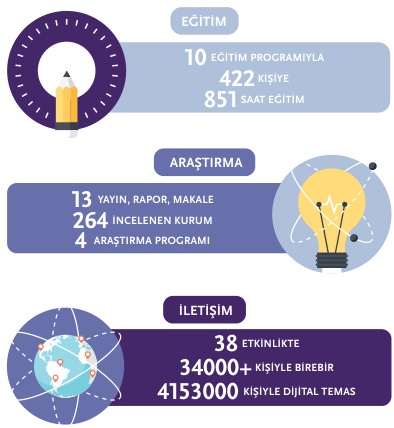 EĞİTİM
10 EĞİTİM PROGRAMIYLA
422 KİŞİYE
851 SAAT EĞİTİM
ARAŞTIRMA
13 YAYIN, RAPOR, MAKALE
264 İNCELENEN KURUM
4 ARAŞTIRMA PROGRAMI
İLETİŞİM
38 ETKİNLİKTE
34000+ KİŞİYLE BİREBİR
4153000 KİŞİYLE DİJİTAL TEMAS